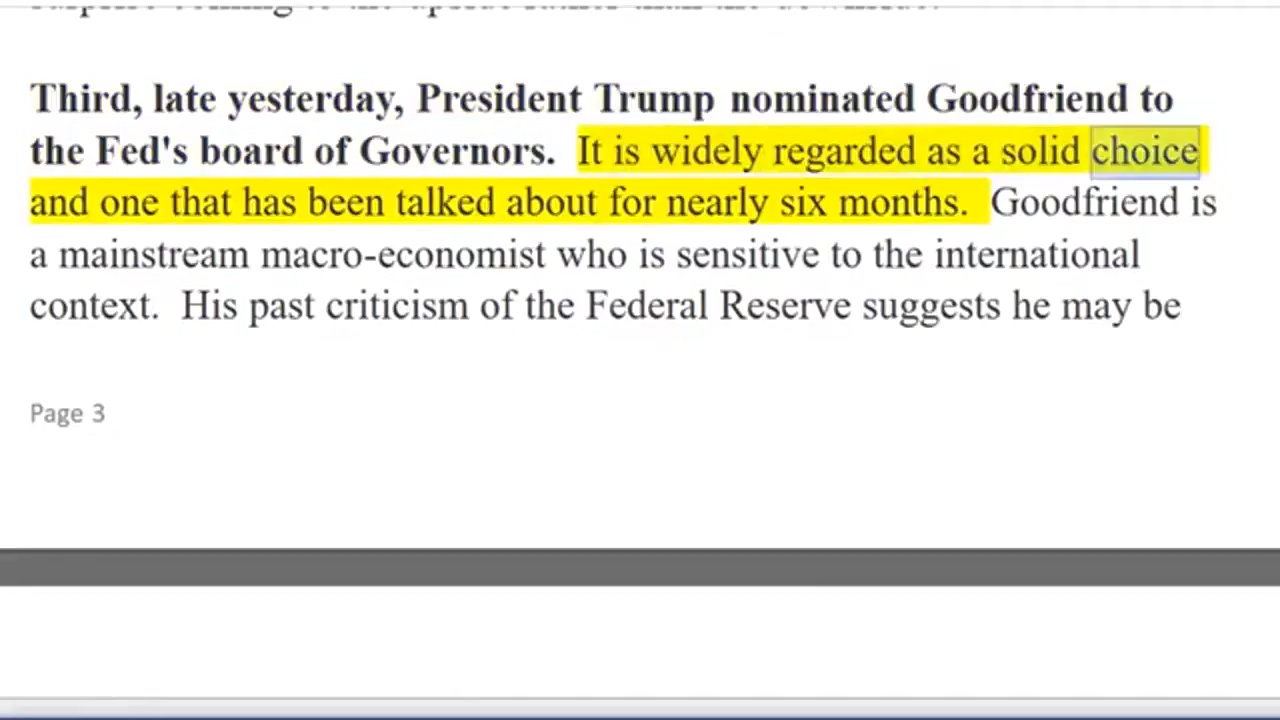 Third, late yesterday, President Trump nominated Goodfriend to
the Fed's board of Governors. It is widely regarded as a solid choice
and one that has been talked about for nearly six months. Goodfriend is
a mainstream macro-economist who is sensitive to the international
context. His past criticism of the Federal Reserve suggests he may be
Page 3